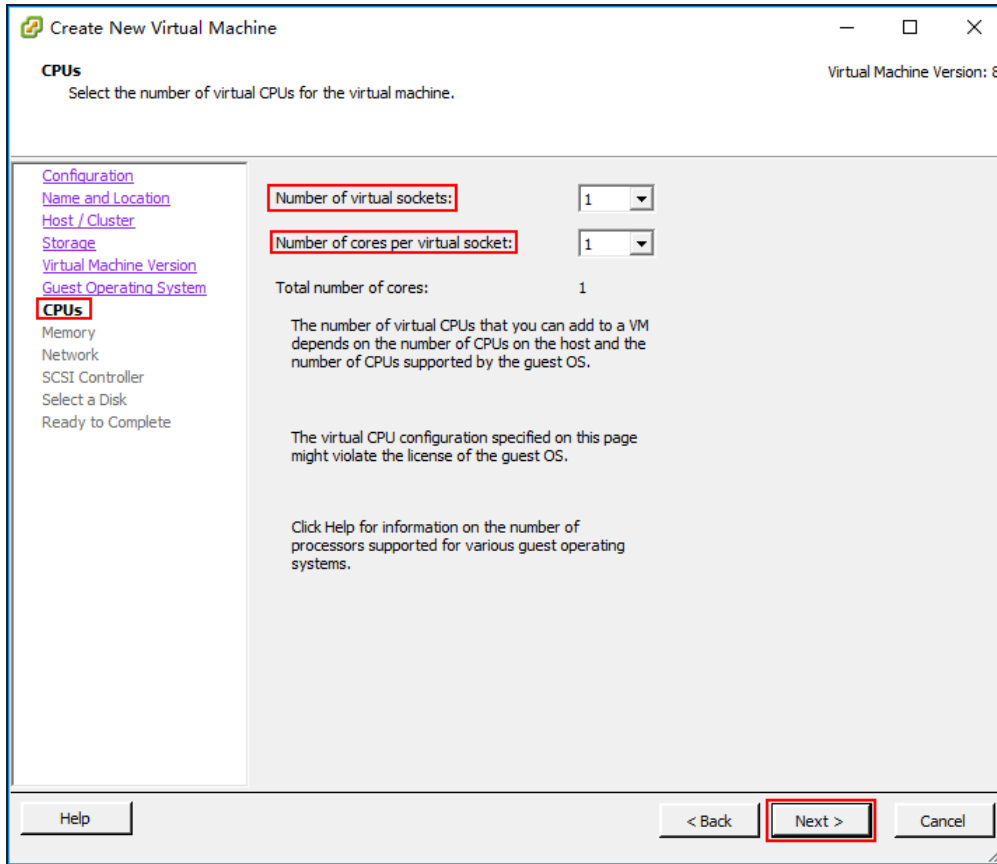 Create New Virtual Machine
CPUs
Virtual Machine Version: 8
Select the number of virtual CPUs for the virtual machine.
Configuration
Name and Location
Host / Cluster
Storage
Virtual Machine Version
Guest Operating System
CPUs
Memory
Network
SCSI Controller
Select a Disk
Ready to Complete
Number of virtual sockets: 1
Number of cores per virtual socket: 1
Total number of cores: 1
The number of virtual CPUs that you can add to a VM
depends on the number of CPUs on the host and the
number of CPUs supported by the guest OS.
The virtual CPU configuration specified on this page
might violate the license of the guest OS.
Click Help for information on the number of
processors supported for various guest operating
systems.
Help
< Back
Next >
Cancel